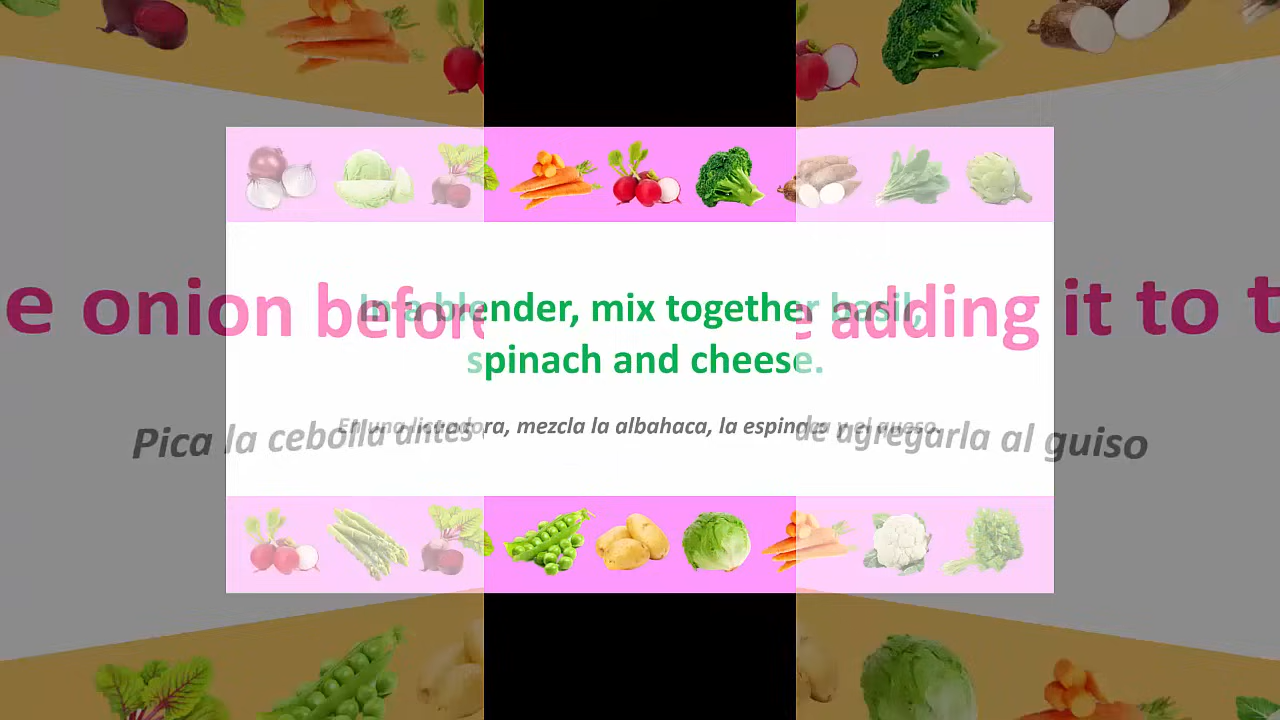 In a blender, mix together basil,
spinach and cheese.
En una licuadora, mezcla la albahaca, la espinaca y el queso.
e onion before adding it to t
Pica la cebolla antes de agregarla al guiso